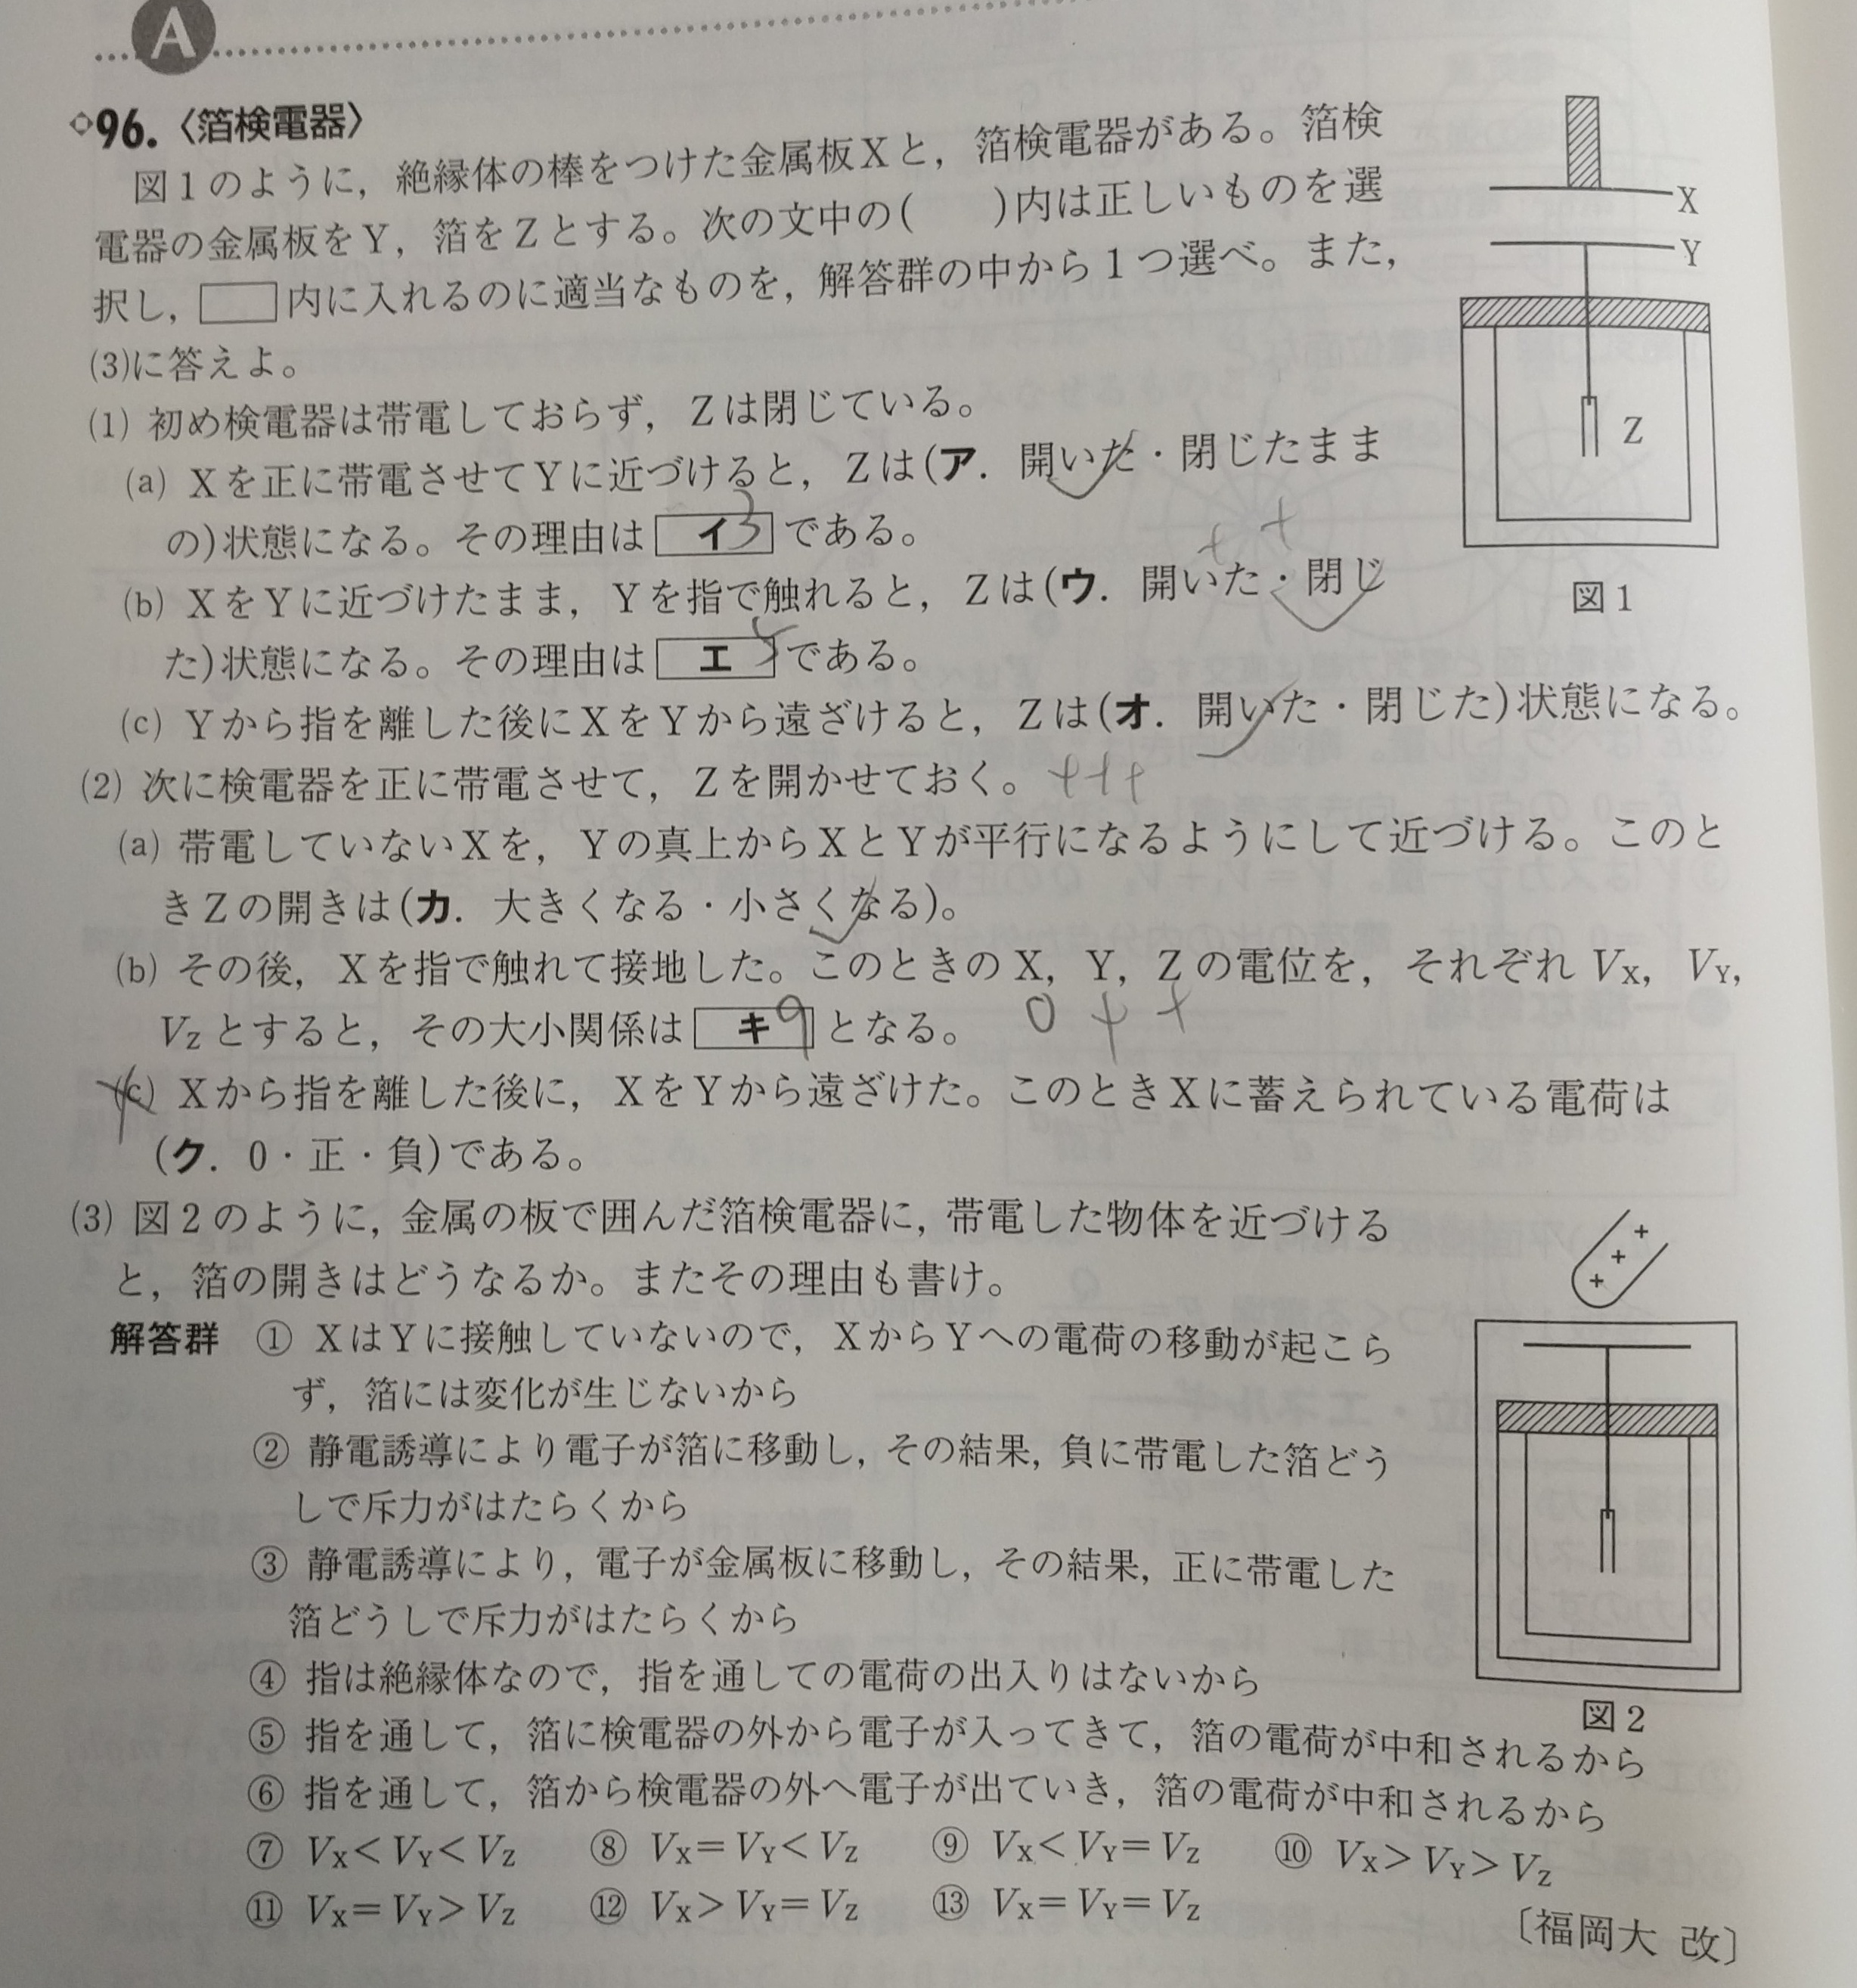 A
96.〈箔検電器〉
図1のように，絶縁体の棒をつけた金属板Xと，箔検電器がある。箔検
電器の金属板をY，箔をZとする。次の文中の(　　)内は正しいものを選
択し，□内に入れるのに適当なものを，解答群の中から1つ選べ。また，
(3)に答えよ。
(1) 初め検電器は帯電しておらず，Zは閉じている。
(a) Xを正に帯電させてYに近づけると，Zは(ア. 開いた・閉じたまま
の)状態になる。その理由は イ 3 である。
+ +
(b) XをYに近づけたまま，Yを指で触れると，Zは(ウ. 開いた・閉じ
た)状態になる。その理由は エ 5 である。
(c) Yから指を離した後にXをYから遠ざけると，Zは(オ. 開いた・閉じた)状態になる。
(2) 次に検電器を正に帯電させて，Zを開かせておく。+++
(a) 帯電していないXを，Yの真上からXとYが平行になるようにして近づける。このと
きZの開きは(カ. 大きくなる・小さくなる)。
(b) その後，Xを指で触れて接地した。このときのX，Y，Zの電位を，それぞれ VX，VY，
VZとすると，その大小関係は キ 9 となる。 0 + +
(c) Xから指を離した後に，XをYから遠ざけた。このときXに蓄えられている電荷は
(ク. 0・正・負)である。
(3) 図2のように，金属の板で囲んだ箔検電器に，帯電した物体を近づける
と，箔の開きはどうなるか。またその理由も書け。
解答群 ① XはYに接触していないので，XからYへの電荷の移動が起こら
ず，箔には変化が生じないから
② 静電誘導により電子が箔に移動し，その結果，負に帯電した箔どう
しで斥力がはたらくから
③ 静電誘導により，電子が金属板に移動し，その結果，正に帯電した
箔どうしで斥力がはたらくから
④ 指は絶縁体なので，指を通しての電荷の出入りはないから
⑤ 指を通して，箔に検電器の外から電子が入ってきて，箔の電荷が中和されるから
⑥ 指を通して，箔から検電器の外へ電子が出ていき，箔の電荷が中和されるから
⑦ VX<VY<VZ ⑧ VX=VY<VZ ⑨ VX<VY=VZ ⑩ VX>VY>VZ
⑪ VX=VY>VZ ⑫ VX>VY=VZ ⑬ VX=VY=VZ
〔福岡大 改〕
X
Y
Z
図1
+
+
+
図2